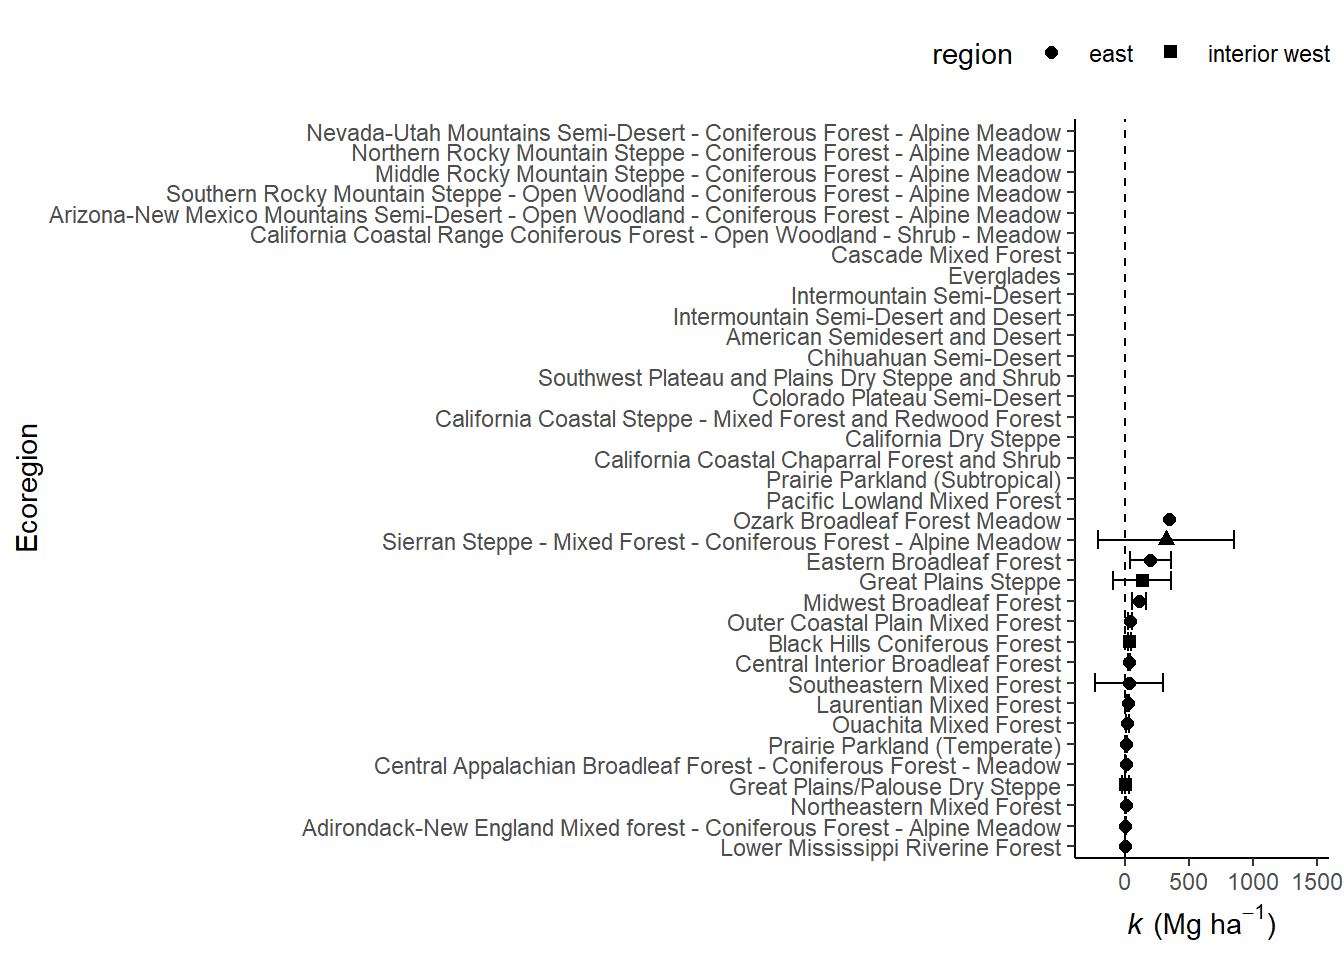 region east interior west
Nevada-Utah Mountains Semi-Desert - Coniferous Forest - Alpine Meadow
Northern Rocky Mountain Steppe - Coniferous Forest - Alpine Meadow
Middle Rocky Mountain Steppe - Coniferous Forest - Alpine Meadow
Southern Rocky Mountain Steppe - Open Woodland - Coniferous Forest - Alpine Meadow
Arizona-New Mexico Mountains Semi-Desert - Open Woodland - Coniferous Forest - Alpine Meadow
California Coastal Range Coniferous Forest - Open Woodland - Shrub - Meadow
Cascade Mixed Forest
Everglades
Intermountain Semi-Desert
Intermountain Semi-Desert and Desert
American Semidesert and Desert
Chihuahuan Semi-Desert
Southwest Plateau and Plains Dry Steppe and Shrub
Colorado Plateau Semi-Desert
California Coastal Steppe - Mixed Forest and Redwood Forest
California Dry Steppe
California Coastal Chaparral Forest and Shrub
Prairie Parkland (Subtropical)
Pacific Lowland Mixed Forest
Ozark Broadleaf Forest Meadow
Sierran Steppe - Mixed Forest - Coniferous Forest - Alpine Meadow
Eastern Broadleaf Forest
Great Plains Steppe
Midwest Broadleaf Forest
Outer Coastal Plain Mixed Forest
Black Hills Coniferous Forest
Central Interior Broadleaf Forest
Southeastern Mixed Forest
Laurentian Mixed Forest
Ouachita Mixed Forest
Prairie Parkland (Temperate)
Central Appalachian Broadleaf Forest - Coniferous Forest - Meadow
Great Plains/Palouse Dry Steppe
Northeastern Mixed Forest
Adirondack-New England Mixed forest - Coniferous Forest - Alpine Meadow
Lower Mississippi Riverine Forest
Ecoregion
0 500 1000 1500
k (Mg ha⁻¹)